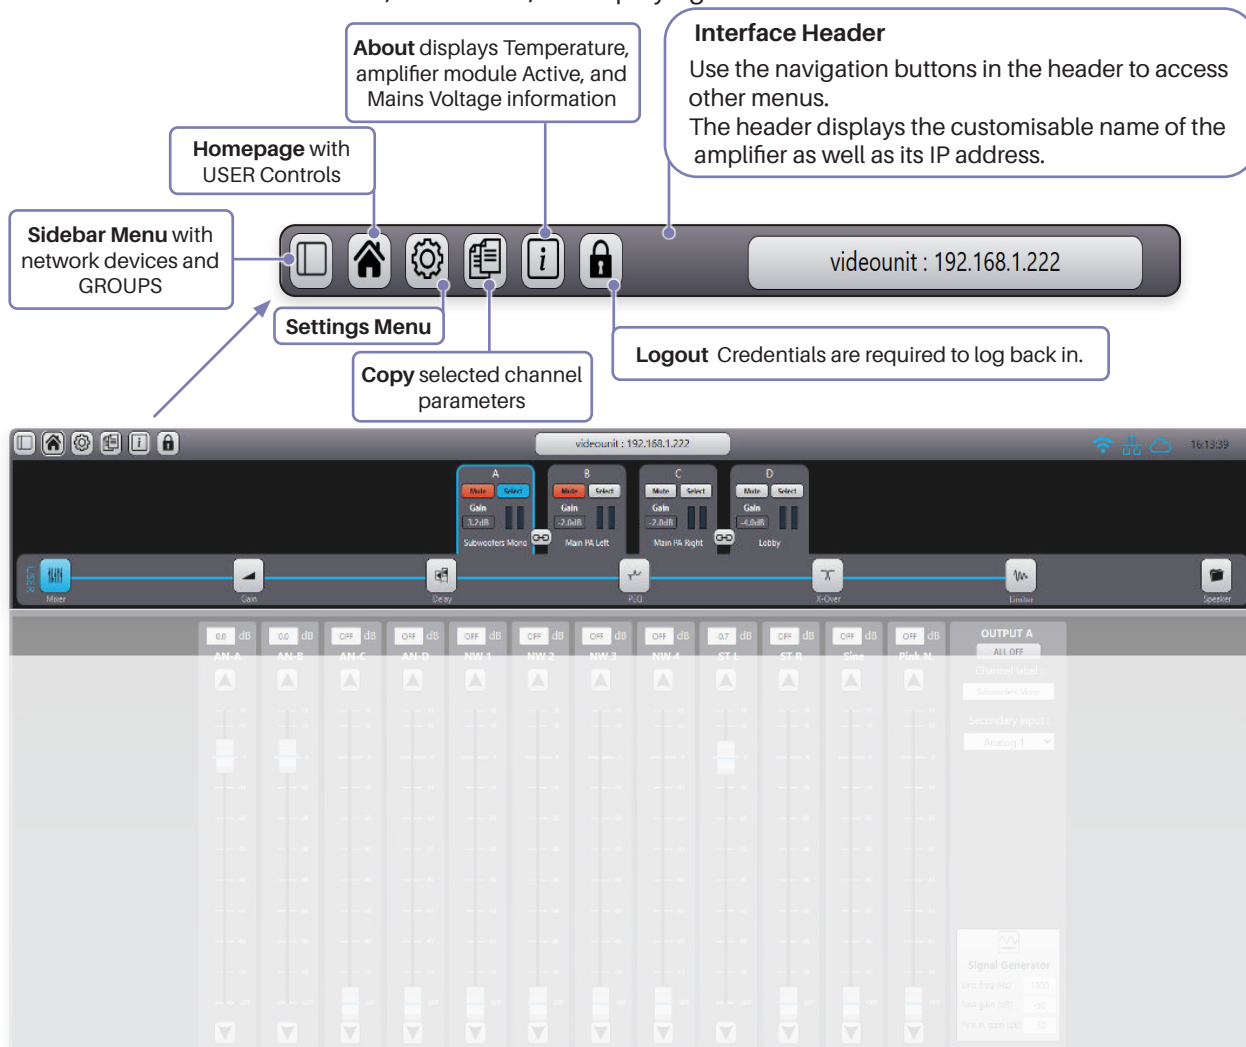 About displays Temperature,
amplifier module Active, and
Mains Voltage information
Interface Header
Use the navigation buttons in the header to access
other menus.
The header displays the customisable name of the
amplifier as well as its IP address.
Homepage with
USER Controls
Sidebar Menu with
network devices and
GROUPS
videounit : 192.168.1.222
Settings Menu
Logout Credentials are required to log back in.
Copy selected channel
parameters
videounit : 192.168.1.222
16:13:39
A B C D
Mute Select Mute Select Mute Select Mute Select
Gain Gain Gain Gain
3.2dB -2.0dB -2.0dB -4.0dB
Subwoofers Mono Main PA Left Main PA Right Lobby
USER
Mixer Gain Delay PEQ X-Over Limiter Speaker
0.0 dB 0.0 dB OFF dB OFF dB OFF dB OFF dB OFF dB OFF dB -0.7 dB OFF dB OFF dB OFF dB OUTPUT A
AN-A AN-B AN-C AN-D NW 1 NW 2 NW 3 NW 4 ST L ST R Sine Pink N. ALL OFF
Channel label :
Subwoofers Mono
Secondary input :
Analog 1
Signal Generator